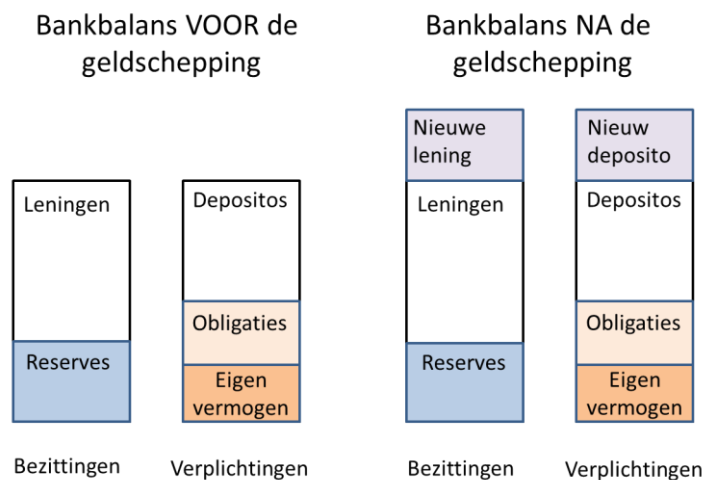 Bankbalans VOOR de
geldschepping
Leningen
Reserves
Bezittingen
Depositos
Obligaties
Eigen
vermogen
Verplichtingen
Bankbalans NA de
geldschepping
Nieuwe
lening
Leningen
Reserves
Bezittingen
Nieuw
deposito
Depositos
Obligaties
Eigen
vermogen
Verplichtingen